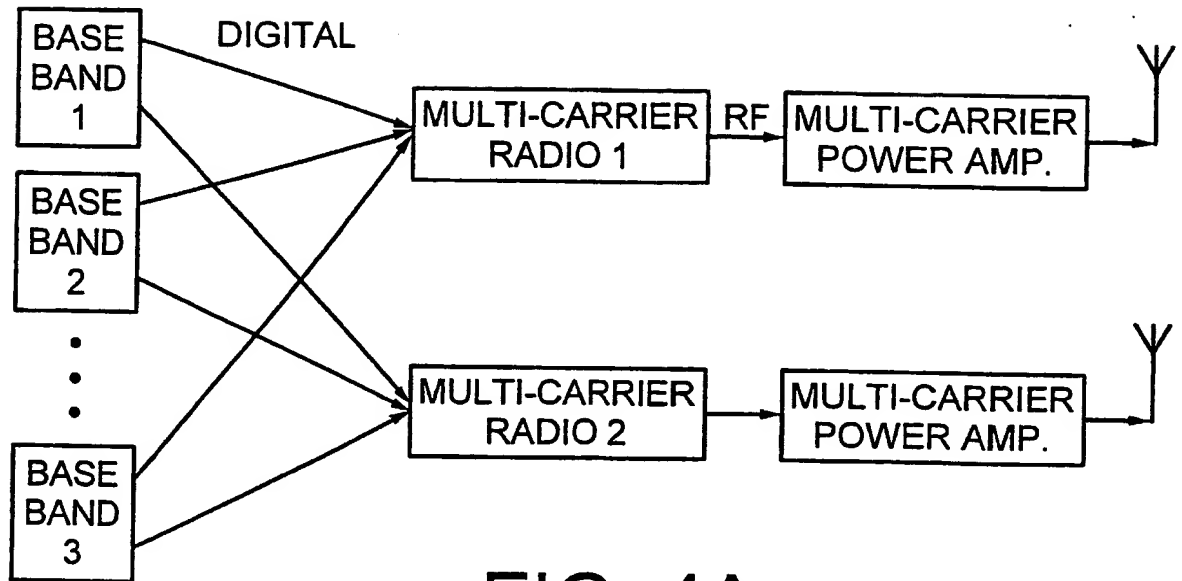 BASE
BAND
1
DIGITAL
MULTI-CARRIER
RADIO 1
RF
MULTI-CARRIER
POWER AMP.
BASE
BAND
2
MULTI-CARRIER
RADIO 2
MULTI-CARRIER
POWER AMP.
BASE
BAND
3